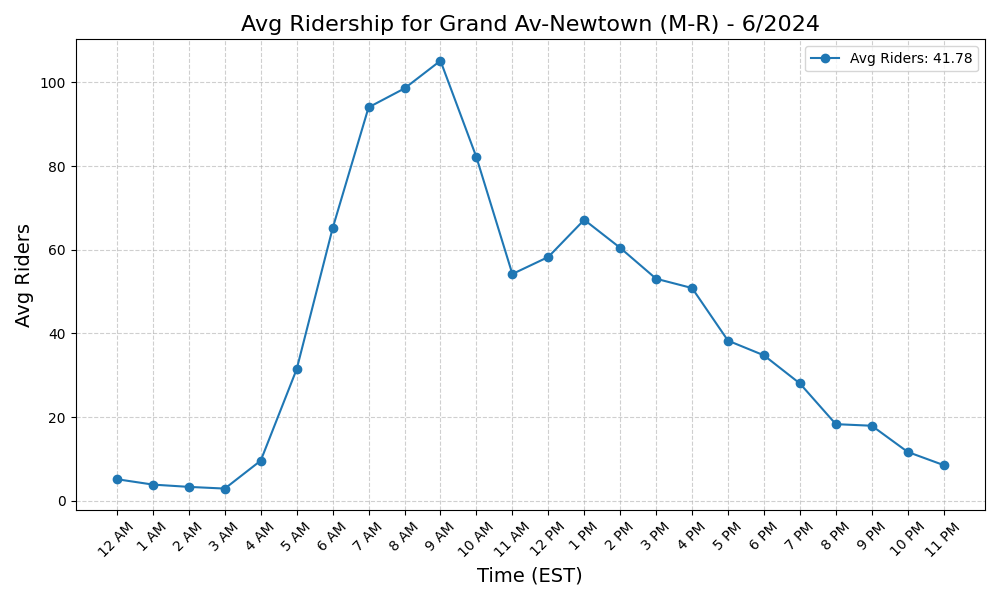 Avg Ridership for Grand Av-Newtown (M-R) - 6/2024
Avg Riders: 41.78
Avg Riders
100
80
60
40
20
0
12 AM
1 AM
2 AM
3 AM
4 AM
5 AM
6 AM
7 AM
8 AM
9 AM
10 AM
11 AM
12 PM
1 PM
2 PM
3 PM
4 PM
5 PM
6 PM
7 PM
8 PM
9 PM
10 PM
11 PM
Time (EST)